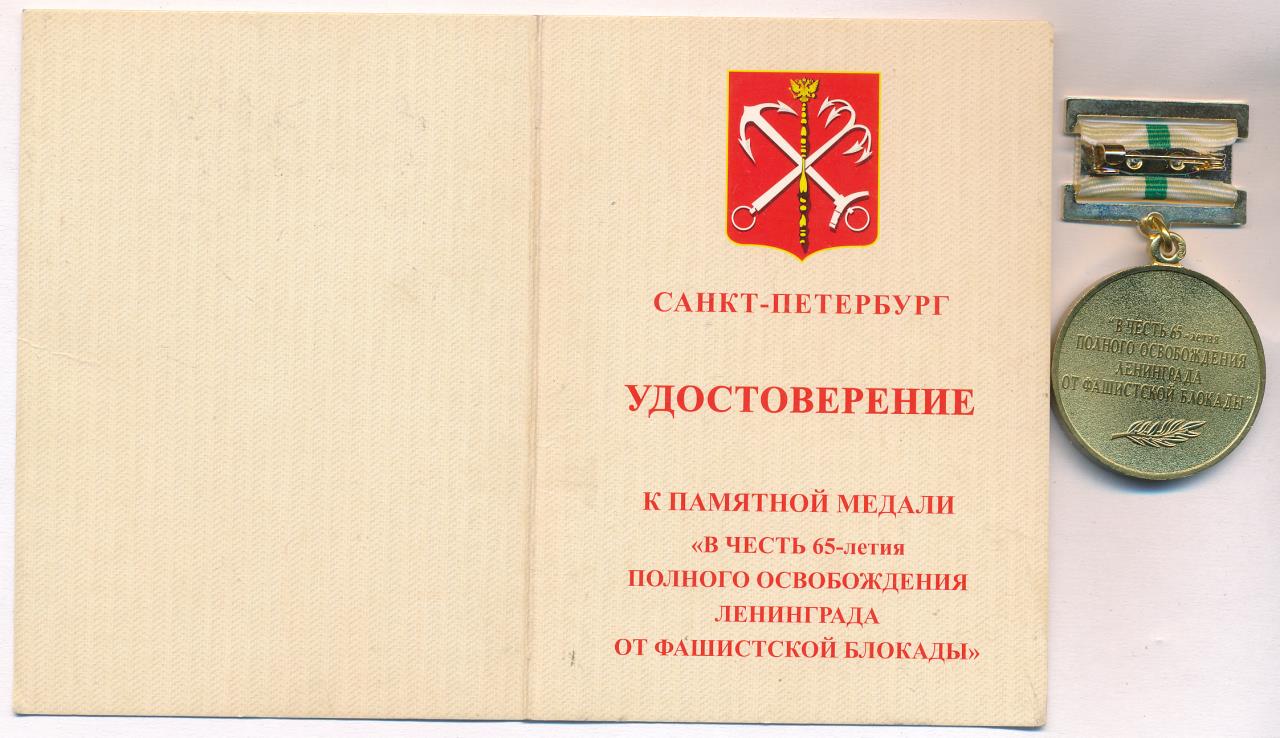 САНКТ-ПЕТЕРБУРГ
УДОСТОВЕРЕНИЕ
К ПАМЯТНОЙ МЕДАЛИ
«В ЧЕСТЬ 65-летия
ПОЛНОГО ОСВОБОЖДЕНИЯ
ЛЕНИНГРАДА
ОТ ФАШИСТСКОЙ БЛОКАДЫ»
"В ЧЕСТЬ 65-летия
ПОЛНОГО ОСВОБОЖДЕНИЯ
ЛЕНИНГРАДА
ОТ ФАШИСТСКОЙ БЛОКАДЫ"